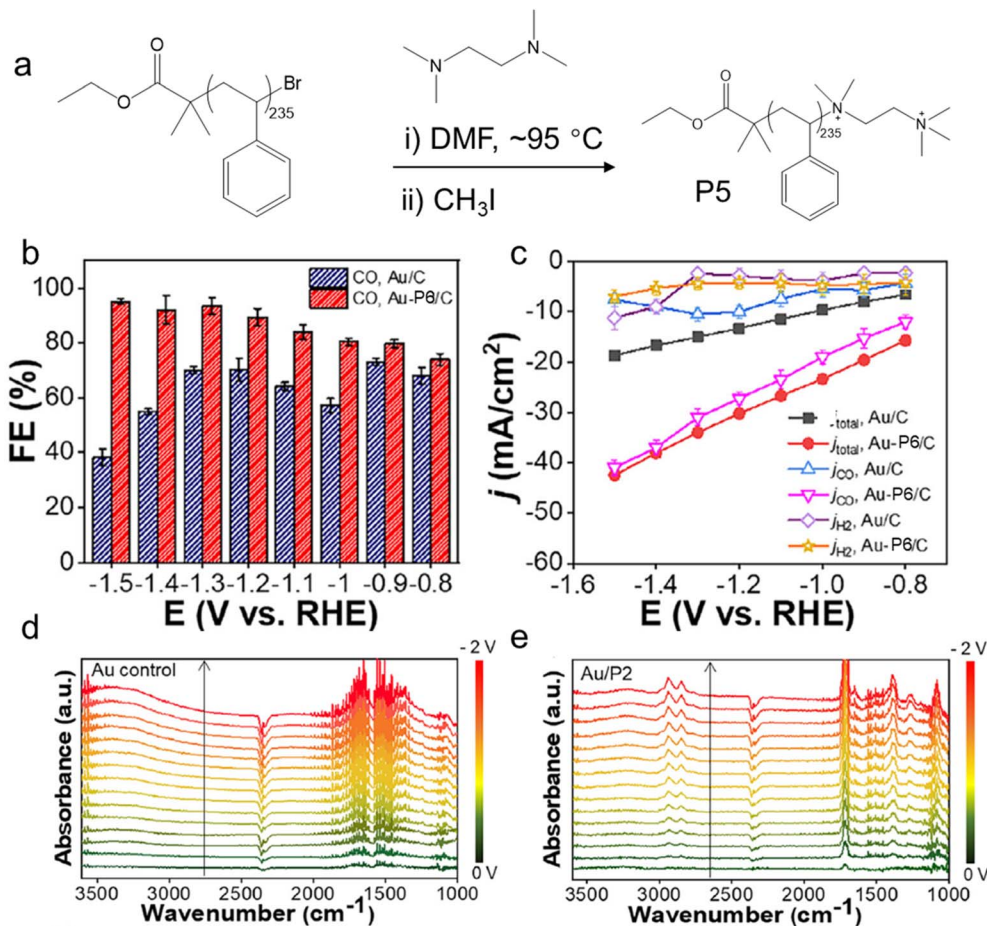 a
O
O
Br
235
N
N
i) DMF, ~95 °C
ii) CH3I
O
O
235
N+
N+
P5
b
FE (%)
100
80
60
40
20
0
CO, Au/C
CO, Au-P6/C
-1.5 -1.4 -1.3 -1.2 -1.1 -1 -0.9 -0.8
E (V vs. RHE)
c
j (mA/cm2)
0
-10
-20
-30
-40
-50
-60
jtotal, Au/C
jtotal, Au-P6/C
jCO, Au/C
jCO, Au-P6/C
jH2, Au/C
jH2, Au-P6/C
-1.6 -1.4 -1.2 -1.0 -0.8
E (V vs. RHE)
d
Au control
Absorbance (a.u.)
- 2 V
0 V
3500 3000 2500 2000 1500 1000
Wavenumber (cm-1)
e
Au/P2
Absorbance (a.u.)
- 2 V
0 V
3500 3000 2500 2000 1500 1000
Wavenumber (cm-1)